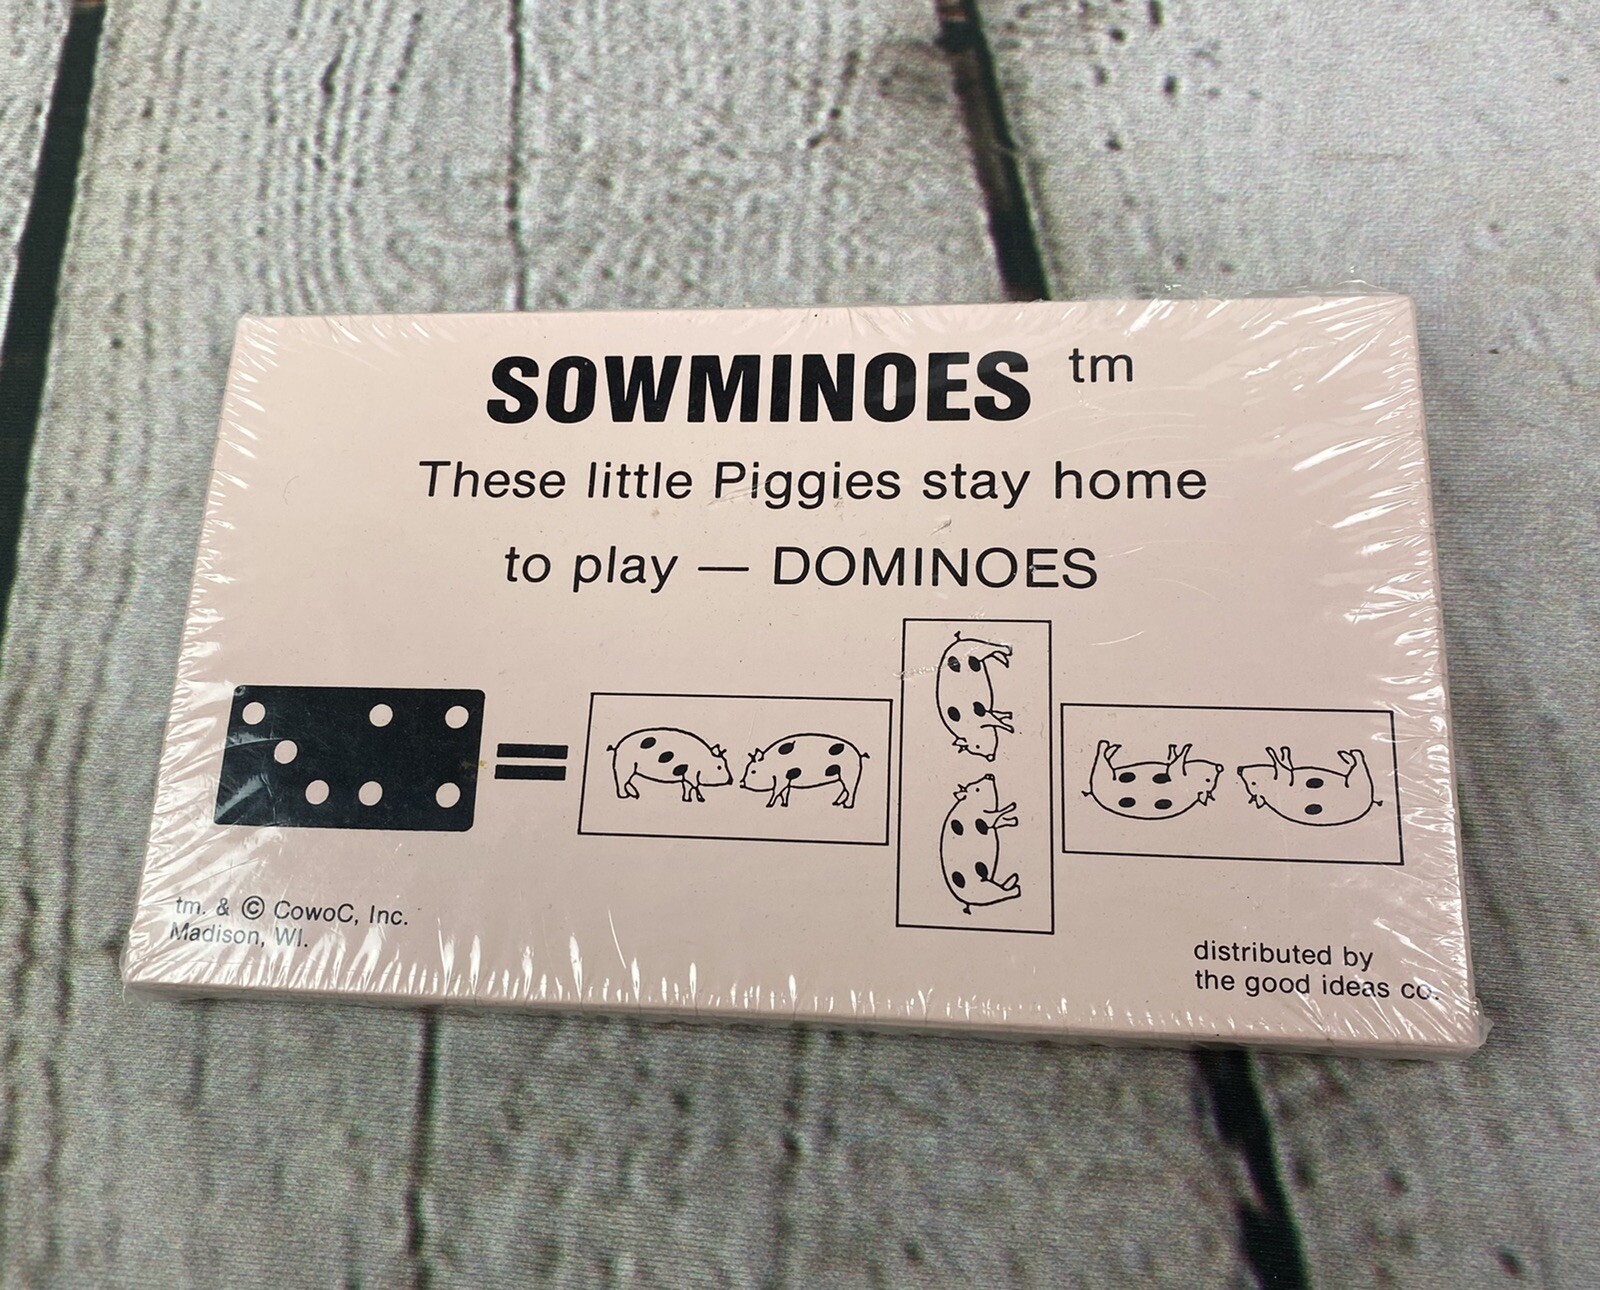 SOWMINOES tm
These little Piggies stay home
to play — DOMINOES
tm. & © CowoC, Inc.
Madison, WI.
distributed by
the good ideas co.